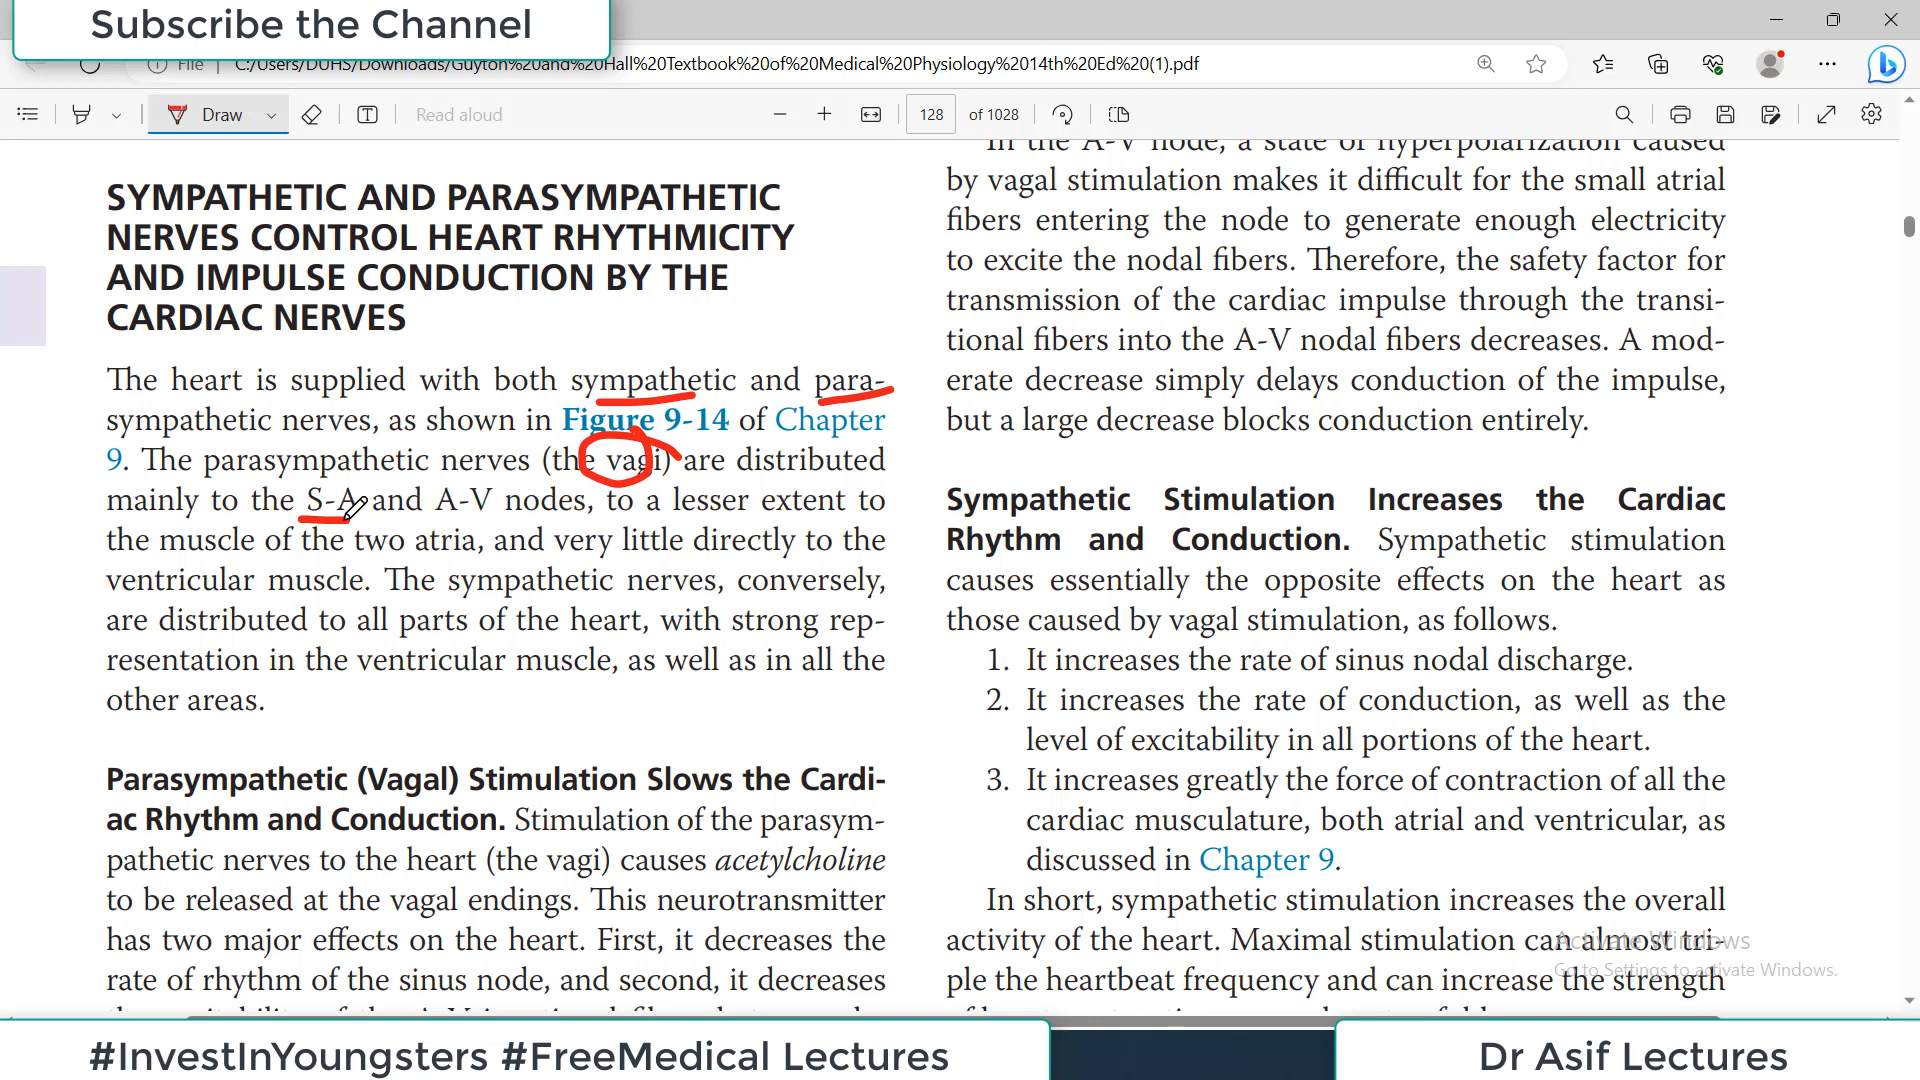 Subscribe the Channel
File
C:/Users/DUHS/Downloads/Guyton%20and%20Hall%20Textbook%20of%20Medical%20Physiology%2014th%20Ed%20(1).pdf
Draw
Read aloud
128 of 1028
SYMPATHETIC AND PARASYMPATHETIC
NERVES CONTROL HEART RHYTHMICITY
AND IMPULSE CONDUCTION BY THE
CARDIAC NERVES
The heart is supplied with both sympathetic and para-
sympathetic nerves, as shown in Figure 9-14 of Chapter
9. The parasympathetic nerves (the vagi) are distributed
mainly to the S-A and A-V nodes, to a lesser extent to
the muscle of the two atria, and very little directly to the
ventricular muscle. The sympathetic nerves, conversely,
are distributed to all parts of the heart, with strong rep-
resentation in the ventricular muscle, as well as in all the
other areas.
Parasympathetic (Vagal) Stimulation Slows the Cardi-
ac Rhythm and Conduction. Stimulation of the parasym-
pathetic nerves to the heart (the vagi) causes acetylcholine
to be released at the vagal endings. This neurotransmitter
has two major effects on the heart. First, it decreases the
rate of rhythm of the sinus node, and second, it decreases
In the A-V node, a state of hyperpolarization caused
by vagal stimulation makes it difficult for the small atrial
fibers entering the node to generate enough electricity
to excite the nodal fibers. Therefore, the safety factor for
transmission of the cardiac impulse through the transi-
tional fibers into the A-V nodal fibers decreases. A mod-
erate decrease simply delays conduction of the impulse,
but a large decrease blocks conduction entirely.
Sympathetic Stimulation Increases the Cardiac
Rhythm and Conduction. Sympathetic stimulation
causes essentially the opposite effects on the heart as
those caused by vagal stimulation, as follows.
1. It increases the rate of sinus nodal discharge.
2. It increases the rate of conduction, as well as the
level of excitability in all portions of the heart.
3. It increases greatly the force of contraction of all the
cardiac musculature, both atrial and ventricular, as
discussed in Chapter 9.
In short, sympathetic stimulation increases the overall
activity of the heart. Maximal stimulation can almost tri-
ple the heartbeat frequency and can increase the strength
Activate Windows
Go to Settings to activate Windows.
#InvestInYoungsters #FreeMedical Lectures
Dr Asif Lectures